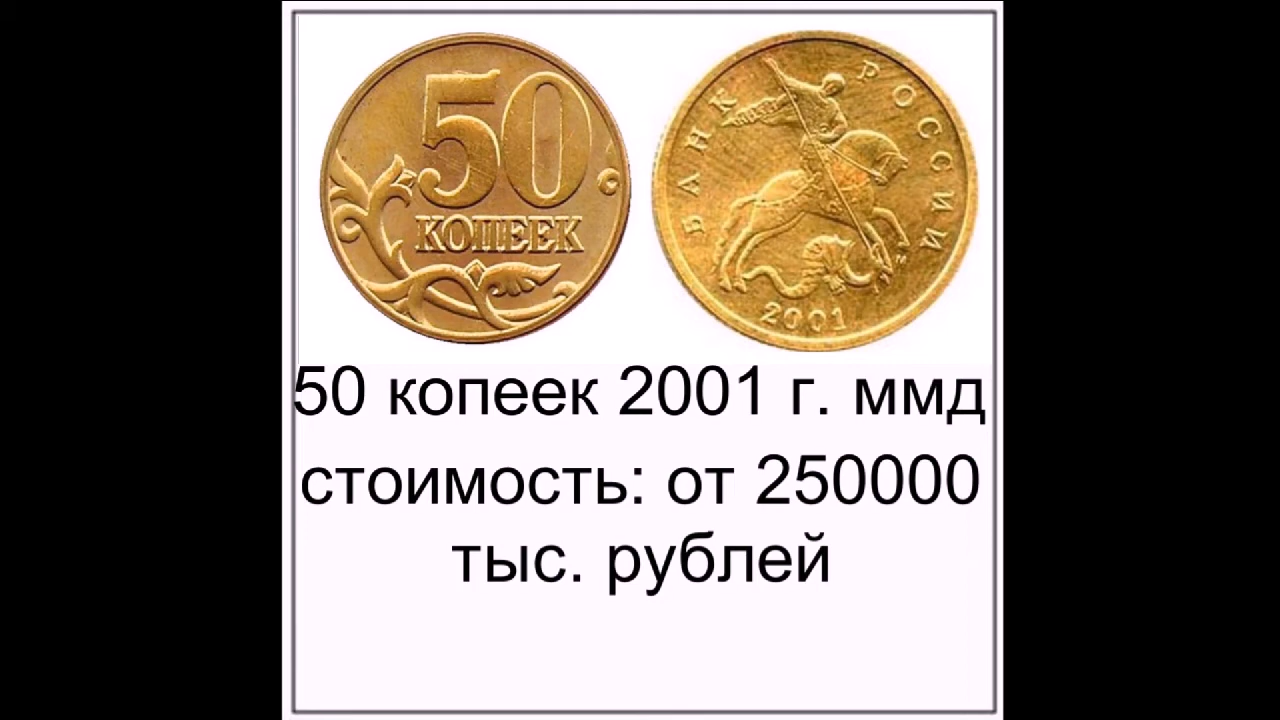 50
КОПЕЕК
БАНК РОССИИ
2001
50 копеек 2001 г. ммд
стоимость: от 250000
тыс. рублей